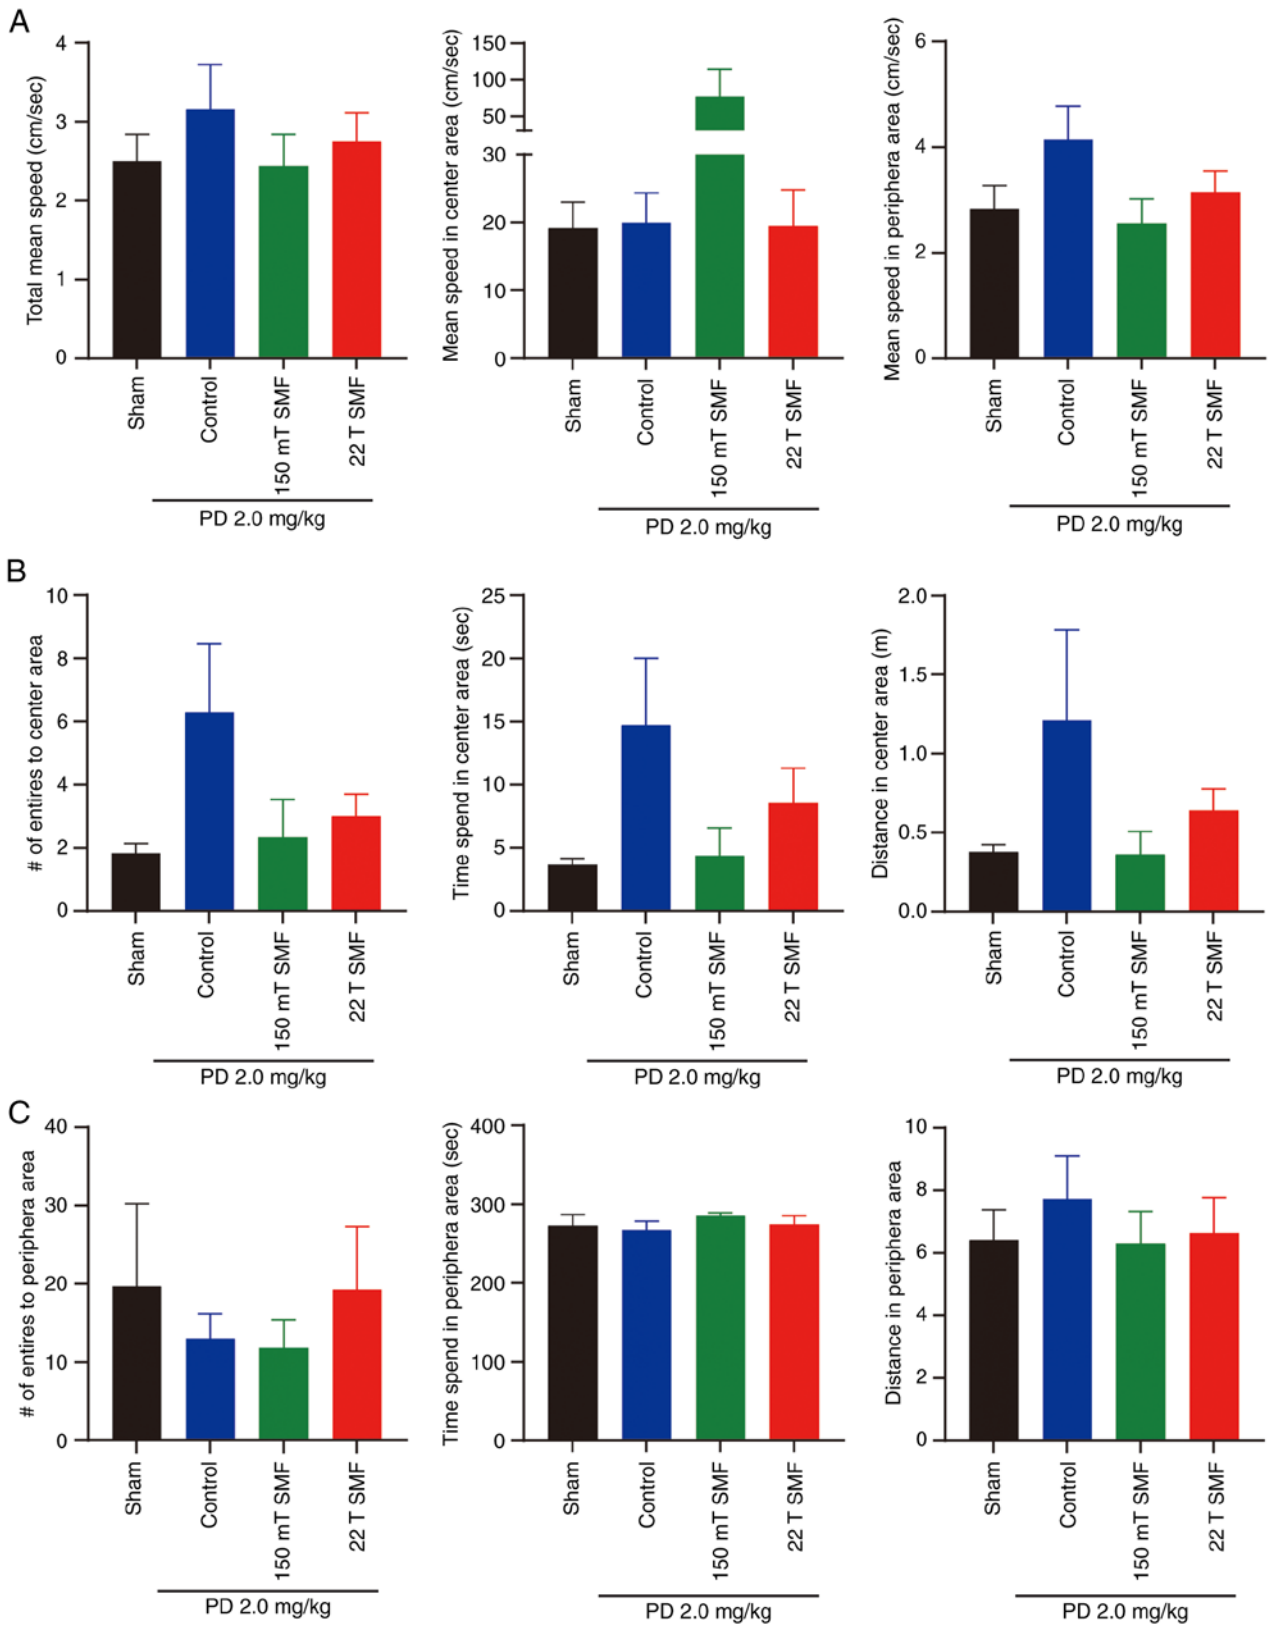 A
Total mean speed (cm/sec)
4
3
2
1
0
Sham
Control
150 mT SMF
22 T SMF
PD 2.0 mg/kg
Mean speed in center area (cm/sec)
150
100
50
30
20
10
0
Sham
Control
150 mT SMF
22 T SMF
PD 2.0 mg/kg
Mean speed in periphera area (cm/sec)
6
4
2
0
Sham
Control
150 mT SMF
22 T SMF
PD 2.0 mg/kg
B
# of entires to center area
10
8
6
4
2
0
Sham
Control
150 mT SMF
22 T SMF
PD 2.0 mg/kg
Time spend in center area (sec)
25
20
15
10
5
0
Sham
Control
150 mT SMF
22 T SMF
PD 2.0 mg/kg
Distance in center area (m)
2.0
1.5
1.0
0.5
0.0
Sham
Control
150 mT SMF
22 T SMF
PD 2.0 mg/kg
C
# of entires to periphera area
40
30
20
10
0
Sham
Control
150 mT SMF
22 T SMF
PD 2.0 mg/kg
Time spend in periphera area (sec)
400
300
200
100
0
Sham
Control
150 mT SMF
22 T SMF
PD 2.0 mg/kg
Distance in periphera area
10
8
6
4
2
0
Sham
Control
150 mT SMF
22 T SMF
PD 2.0 mg/kg